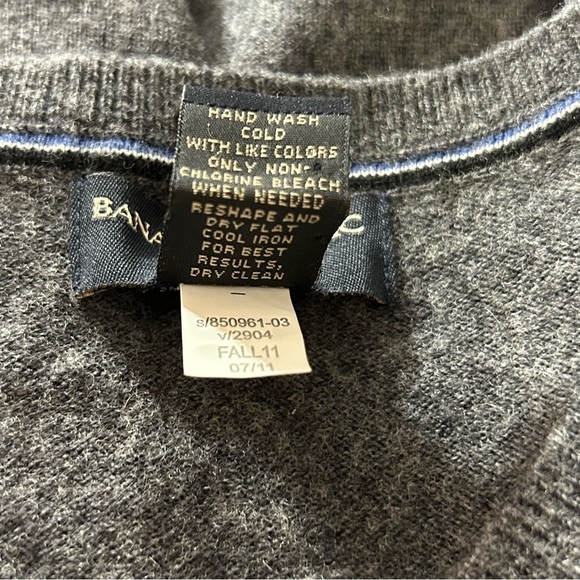 HAND WASH
COLD
WITH LIKE COLORS
ONLY NON-
CHLORINE BLEACH
WHEN NEEDED
RESHAPE AND
DRY FLAT
COOL IRON
FOR BEST
RESULTS,
DRY CLEAN
BANA C
s/850961-03
v/2904
FALL11
07/11